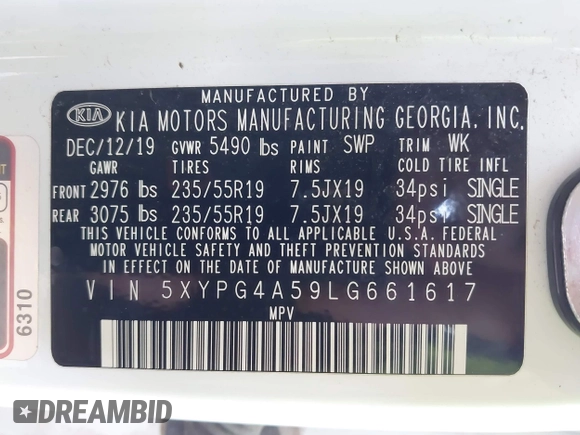 MANUFACTURED BY
KIA KIA MOTORS MANUFACTURING GEORGIA, INC.
DEC/12/19 GVWR 5490 lbs PAINT SWP TRIM WK
GAWR TIRES RIMS COLD TIRE INFL
FRONT 2976 lbs 235/55R19 7.5JX19 34psi SINGLE
REAR 3075 lbs 235/55R19 7.5JX19 34psi SINGLE
THIS VEHICLE CONFORMS TO ALL APPLICABLE U.S.A. FEDERAL
MOTOR VEHICLE SAFETY AND THEFT PREVENTION STANDARDS
IN EFFECT ON THE DATE OF MANUFACTURE SHOWN ABOVE.
VIN 5XYPG4A59LG661617
MPV
6310
DREAMBID